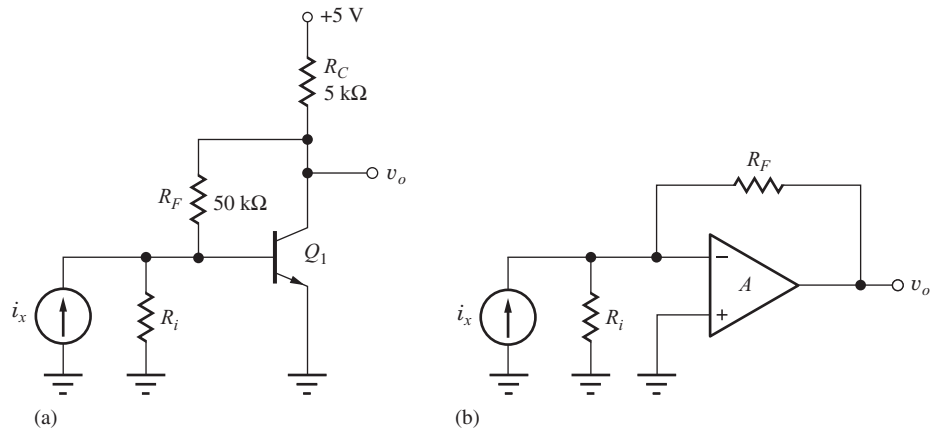 +5 V
R_C
5 kΩ
R_F
50 kΩ
v_o
Q_1
i_x
R_i
(a)
R_F
−
A
+
v_o
i_x
R_i
(b)